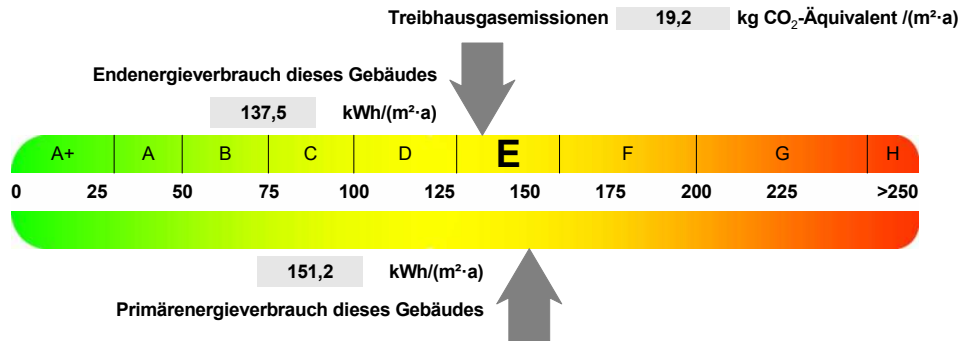 Treibhausgasemissionen 19,2 kg CO₂-Äquivalent /(m²·a)
Endenergieverbrauch dieses Gebäudes
137,5 kWh/(m²·a)
A+ A B C D E F G H
0 25 50 75 100 125 150 175 200 225 >250
151,2 kWh/(m²·a)
Primärenergieverbrauch dieses Gebäudes